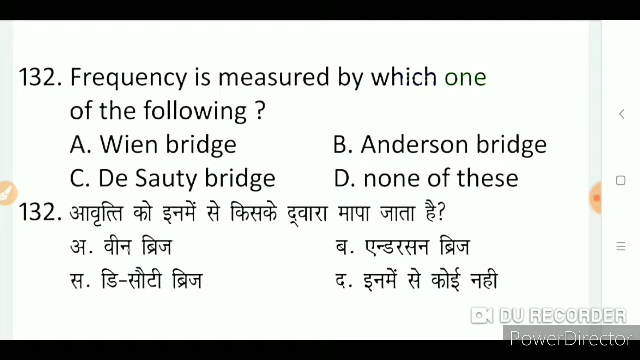 132. Frequency is measured by which one
of the following ?
A. Wien bridge B. Anderson bridge
C. De Sauty bridge D. none of these
132. आवृत्ति को इनमें से किसके द्वारा मापा जाता है?
अ. वीन ब्रिज ब. एन्डरसन ब्रिज
स. डि-सौटी ब्रिज द. इनमें से कोई नही
DU RECORDER
PowerDirector